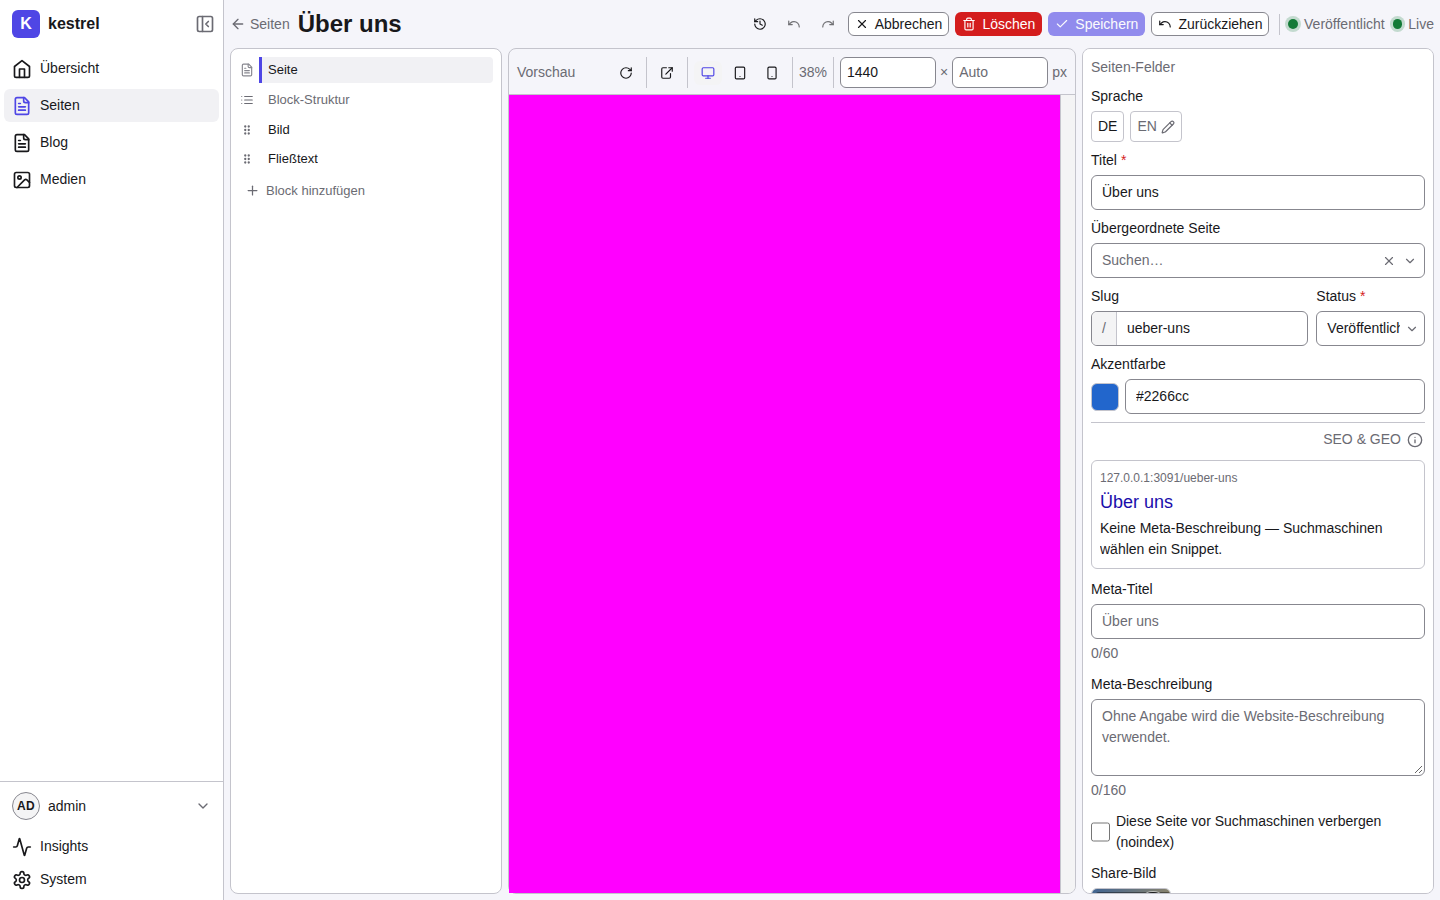 K kestrel
Übersicht
Seiten
Blog
Medien
AD admin
Insights
System
Seiten Über uns
Abbrechen Löschen Speichern Zurückziehen Veröffentlicht Live
Seite
Block-Struktur
Bild
Fließtext
Block hinzufügen
Vorschau 38% 1440 × Auto px
Seiten-Felder
Sprache
DE EN
Titel *
Über uns
Übergeordnete Seite
Suchen…
Slug Status *
/ ueber-uns Veröffentlich
Akzentfarbe
#2266cc
SEO & GEO
127.0.0.1:3091/ueber-uns
Über uns
Keine Meta-Beschreibung — Suchmaschinen
wählen ein Snippet.
Meta-Titel
Über uns
0/60
Meta-Beschreibung
Ohne Angabe wird die Website-Beschreibung
verwendet.
0/160
Diese Seite vor Suchmaschinen verbergen
(noindex)
Share-Bild